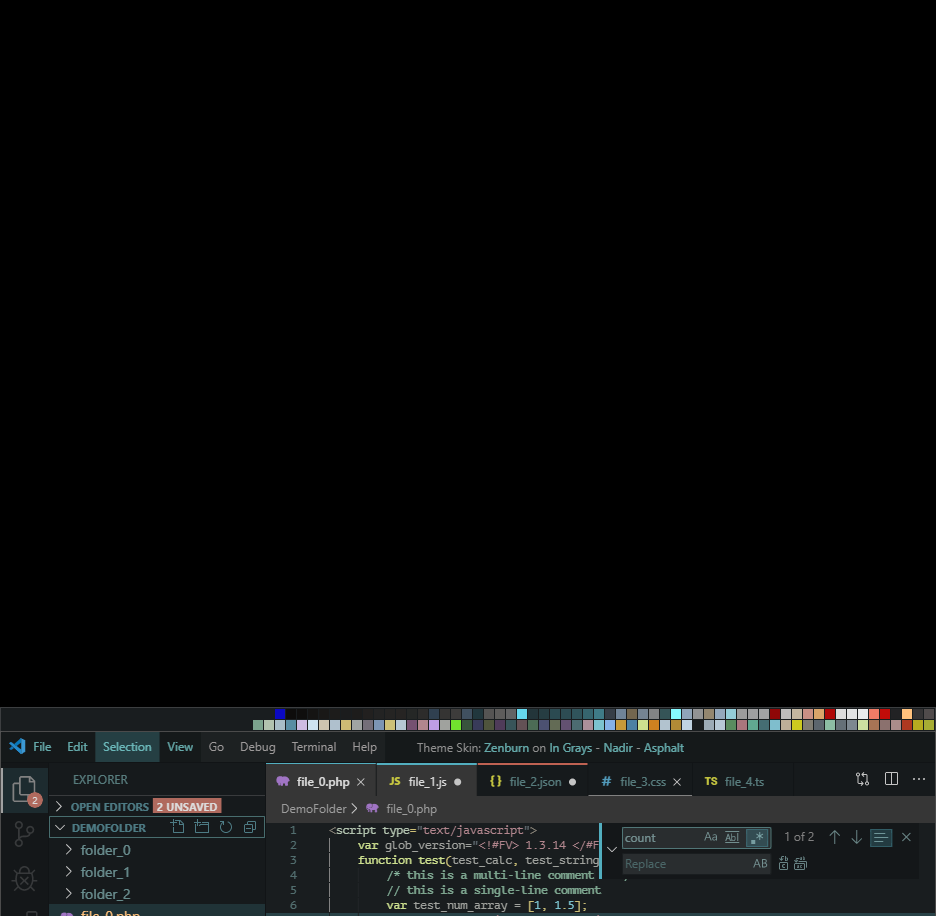 File Edit Selection View Go Debug Terminal Help Theme Skin: Zenburn on In Grays - Nadir - Asphalt
EXPLORER
file_0.php JS file_1.js {} file_2.json # file_3.css TS file_4.ts
2
OPEN EDITORS 2 UNSAVED
DemoFolder > file_0.php
DEMOFOLDER
folder_0
folder_1
folder_2
file_0.php
1 <script type="text/javascript">
2 var glob_version="<!#FV> 1.3.14 </#F
3 function test(test_calc, test_string
4 /* this is a multi-line comment
5 // this is a single-line comment
6 var test_num_array = [1, 1.5];
count Aa Abl .* 1 of 2
Replace AB